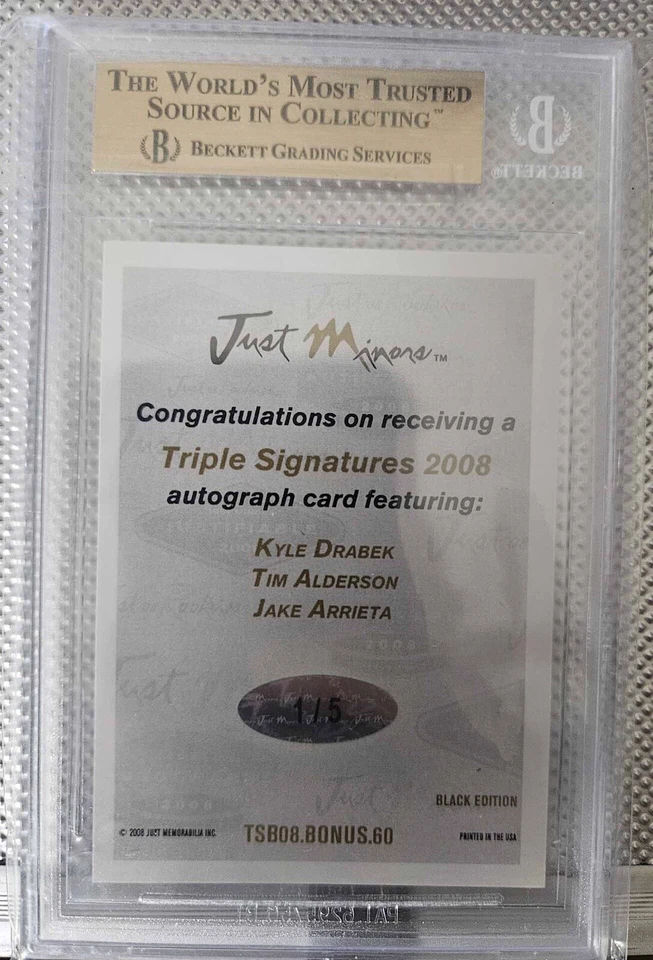 THE WORLD'S MOST TRUSTED
SOURCE IN COLLECTING™
B BECKETT GRADING SERVICES
B
BECKETT®
Just Minors™
Congratulations on receiving a
Triple Signatures 2008
autograph card featuring:
KYLE DRABEK
TIM ALDERSON
JAKE ARRIETA
1/5
Just
BLACK EDITION
© 2008 JUST MEMORABILIA INC.
TSB08.BONUS.60
PRINTED IN THE USA